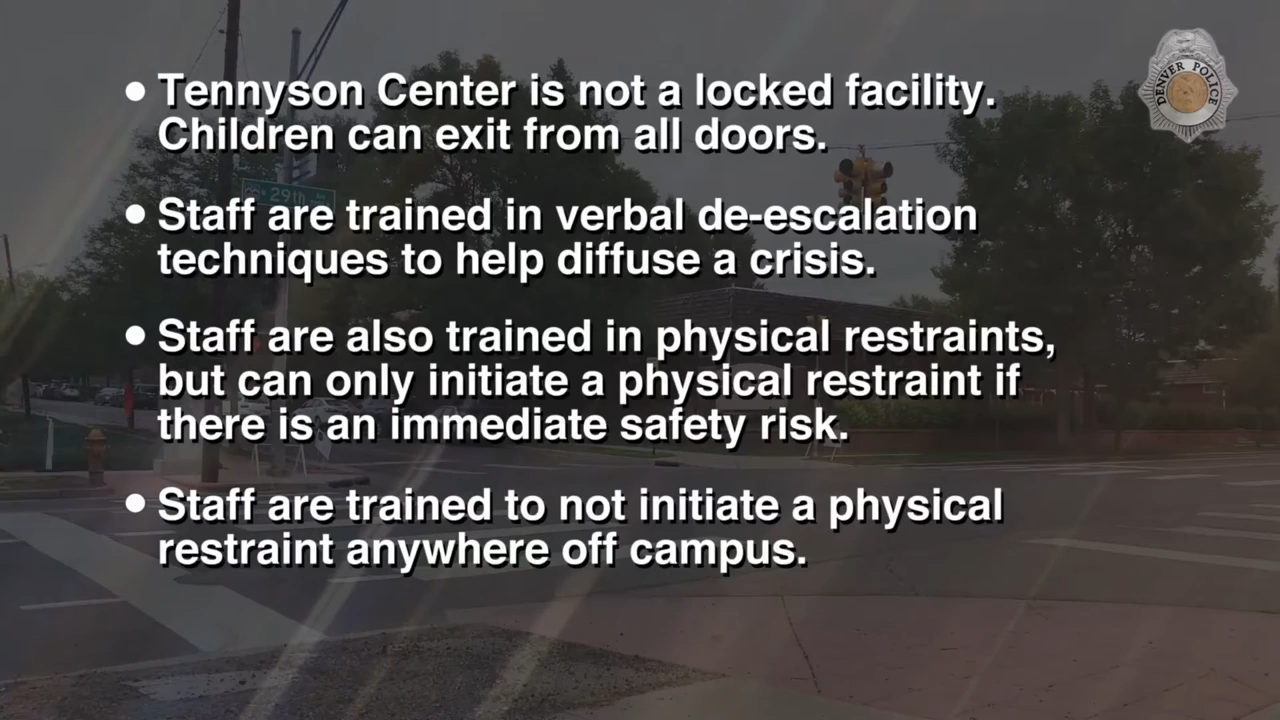 • Tennyson Center is not a locked facility.
Children can exit from all doors.
• Staff are trained in verbal de-escalation
techniques to help diffuse a crisis.
• Staff are also trained in physical restraints,
but can only initiate a physical restraint if
there is an immediate safety risk.
• Staff are trained to not initiate a physical
restraint anywhere off campus.
DENVER POLICE
29th